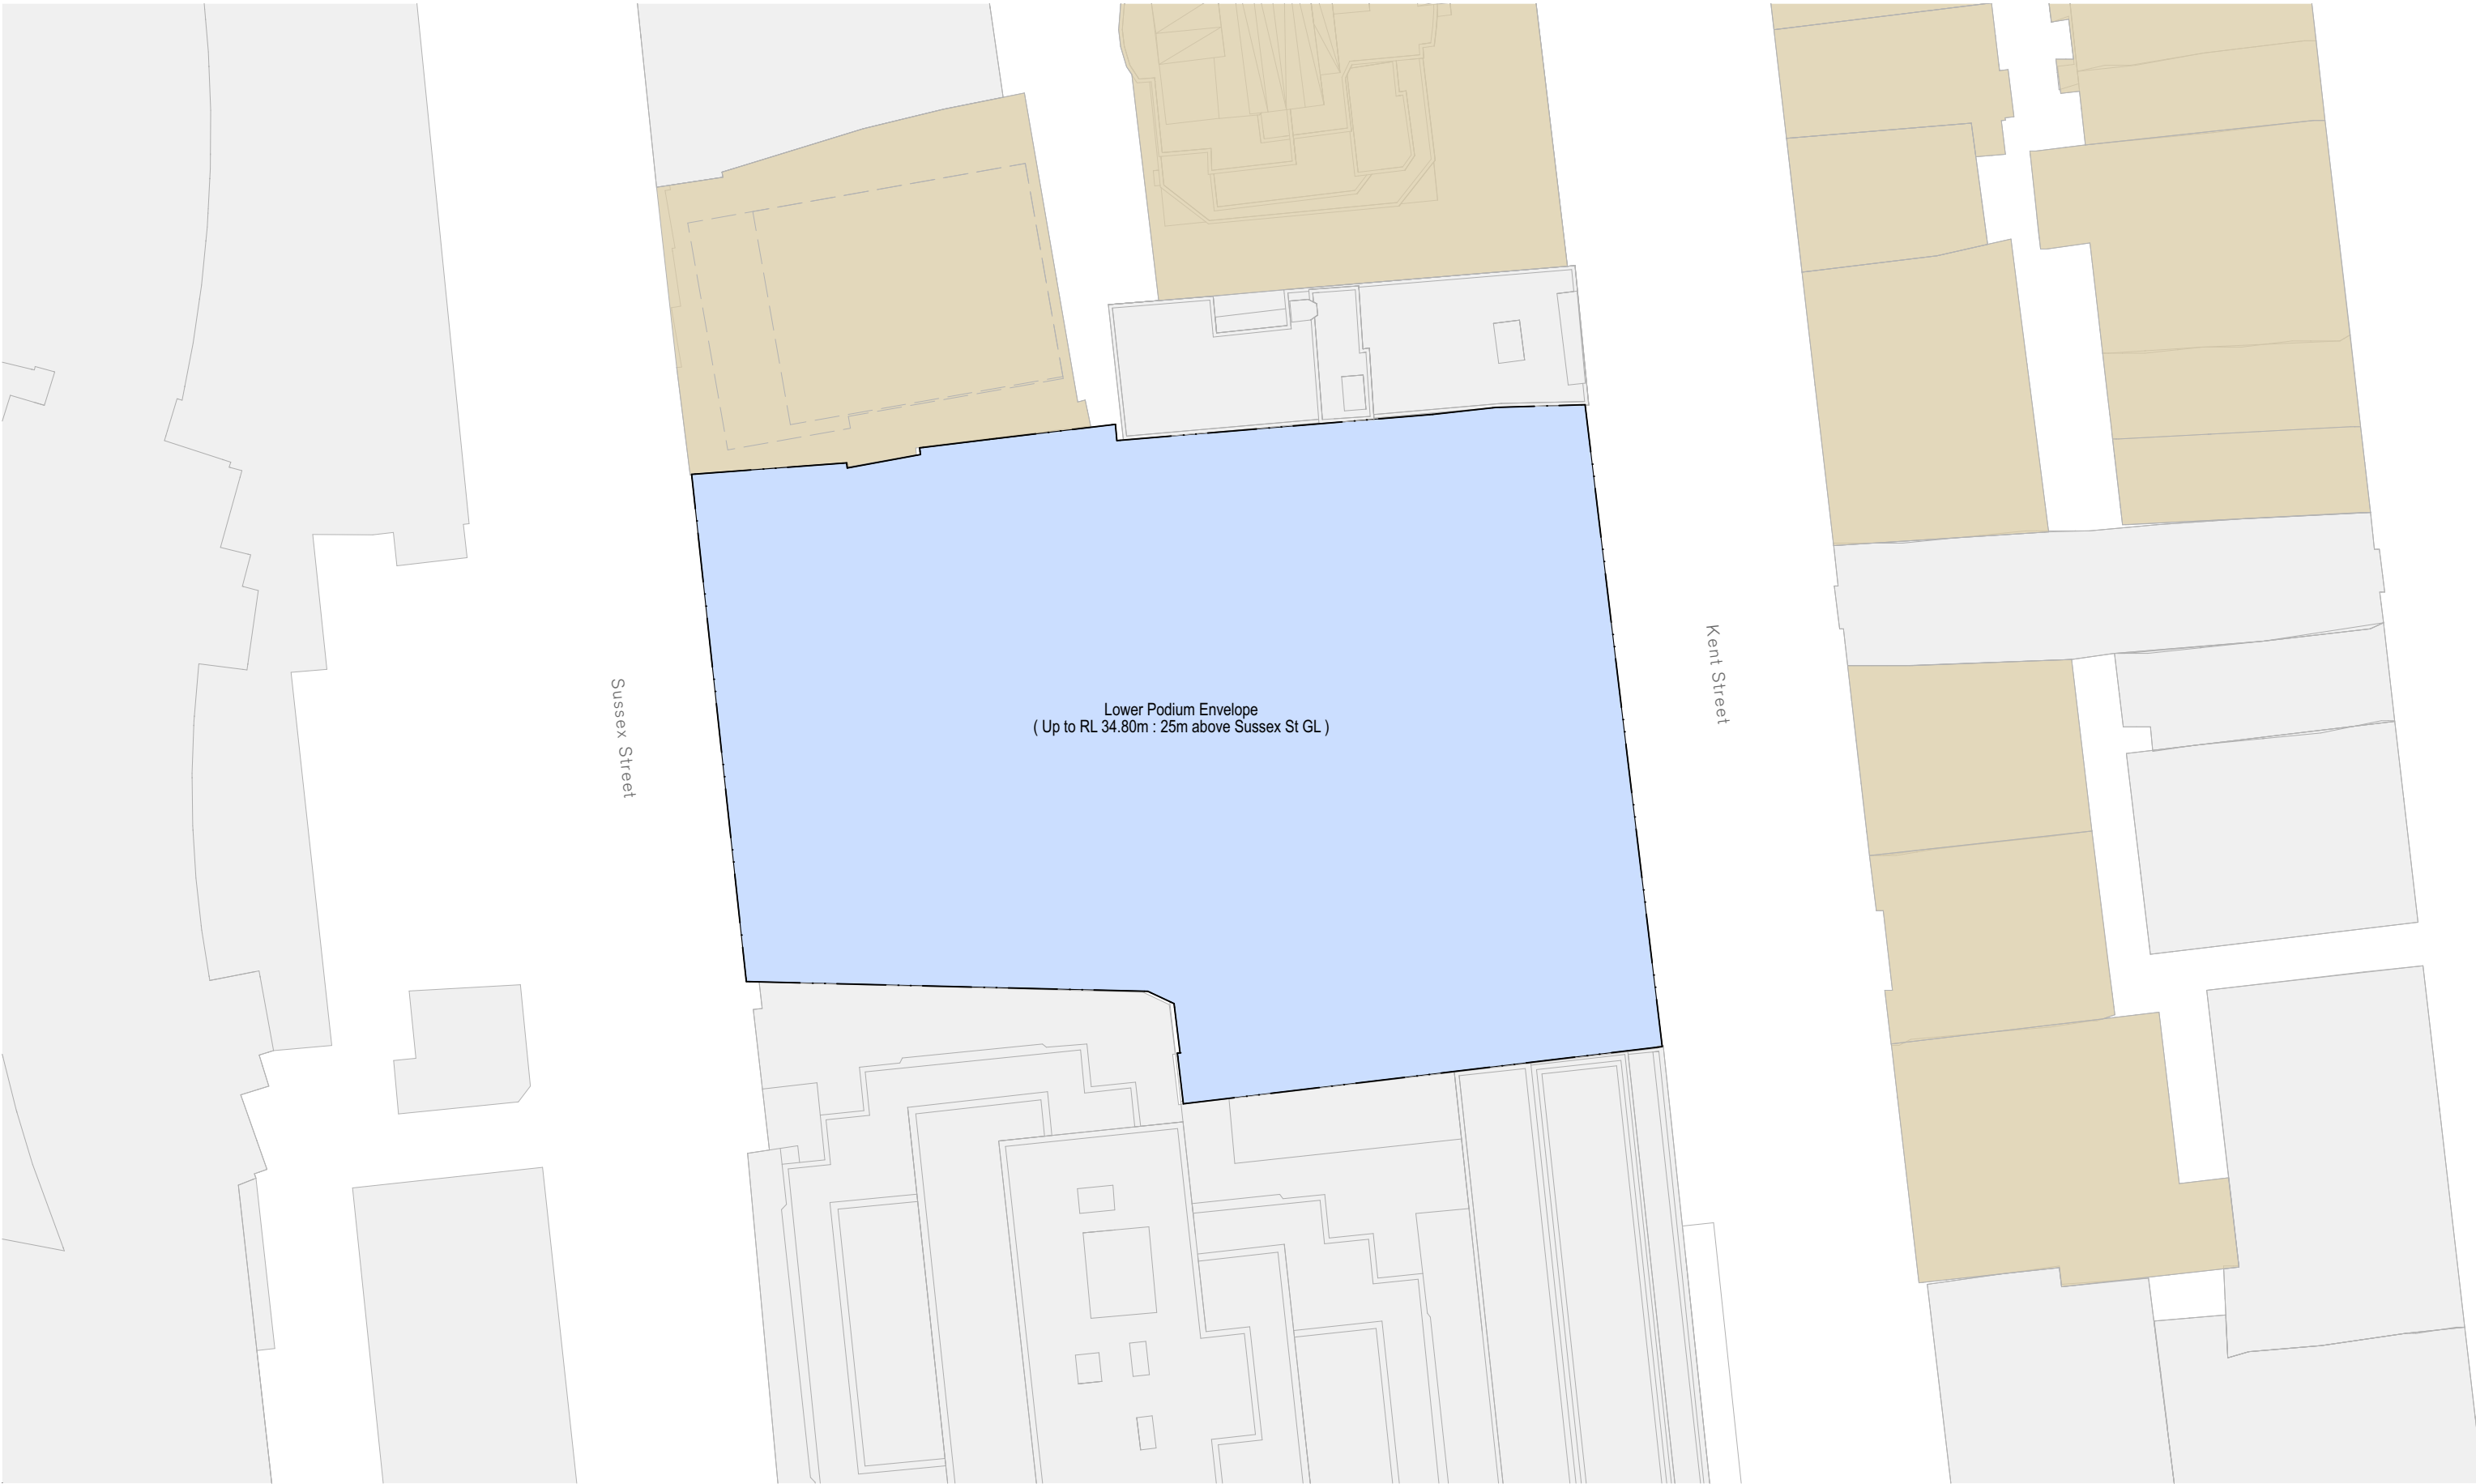 Sussex Street
Kent Street
Lower Podium Envelope
( Up to RL 34.80m : 25m above Sussex St GL )